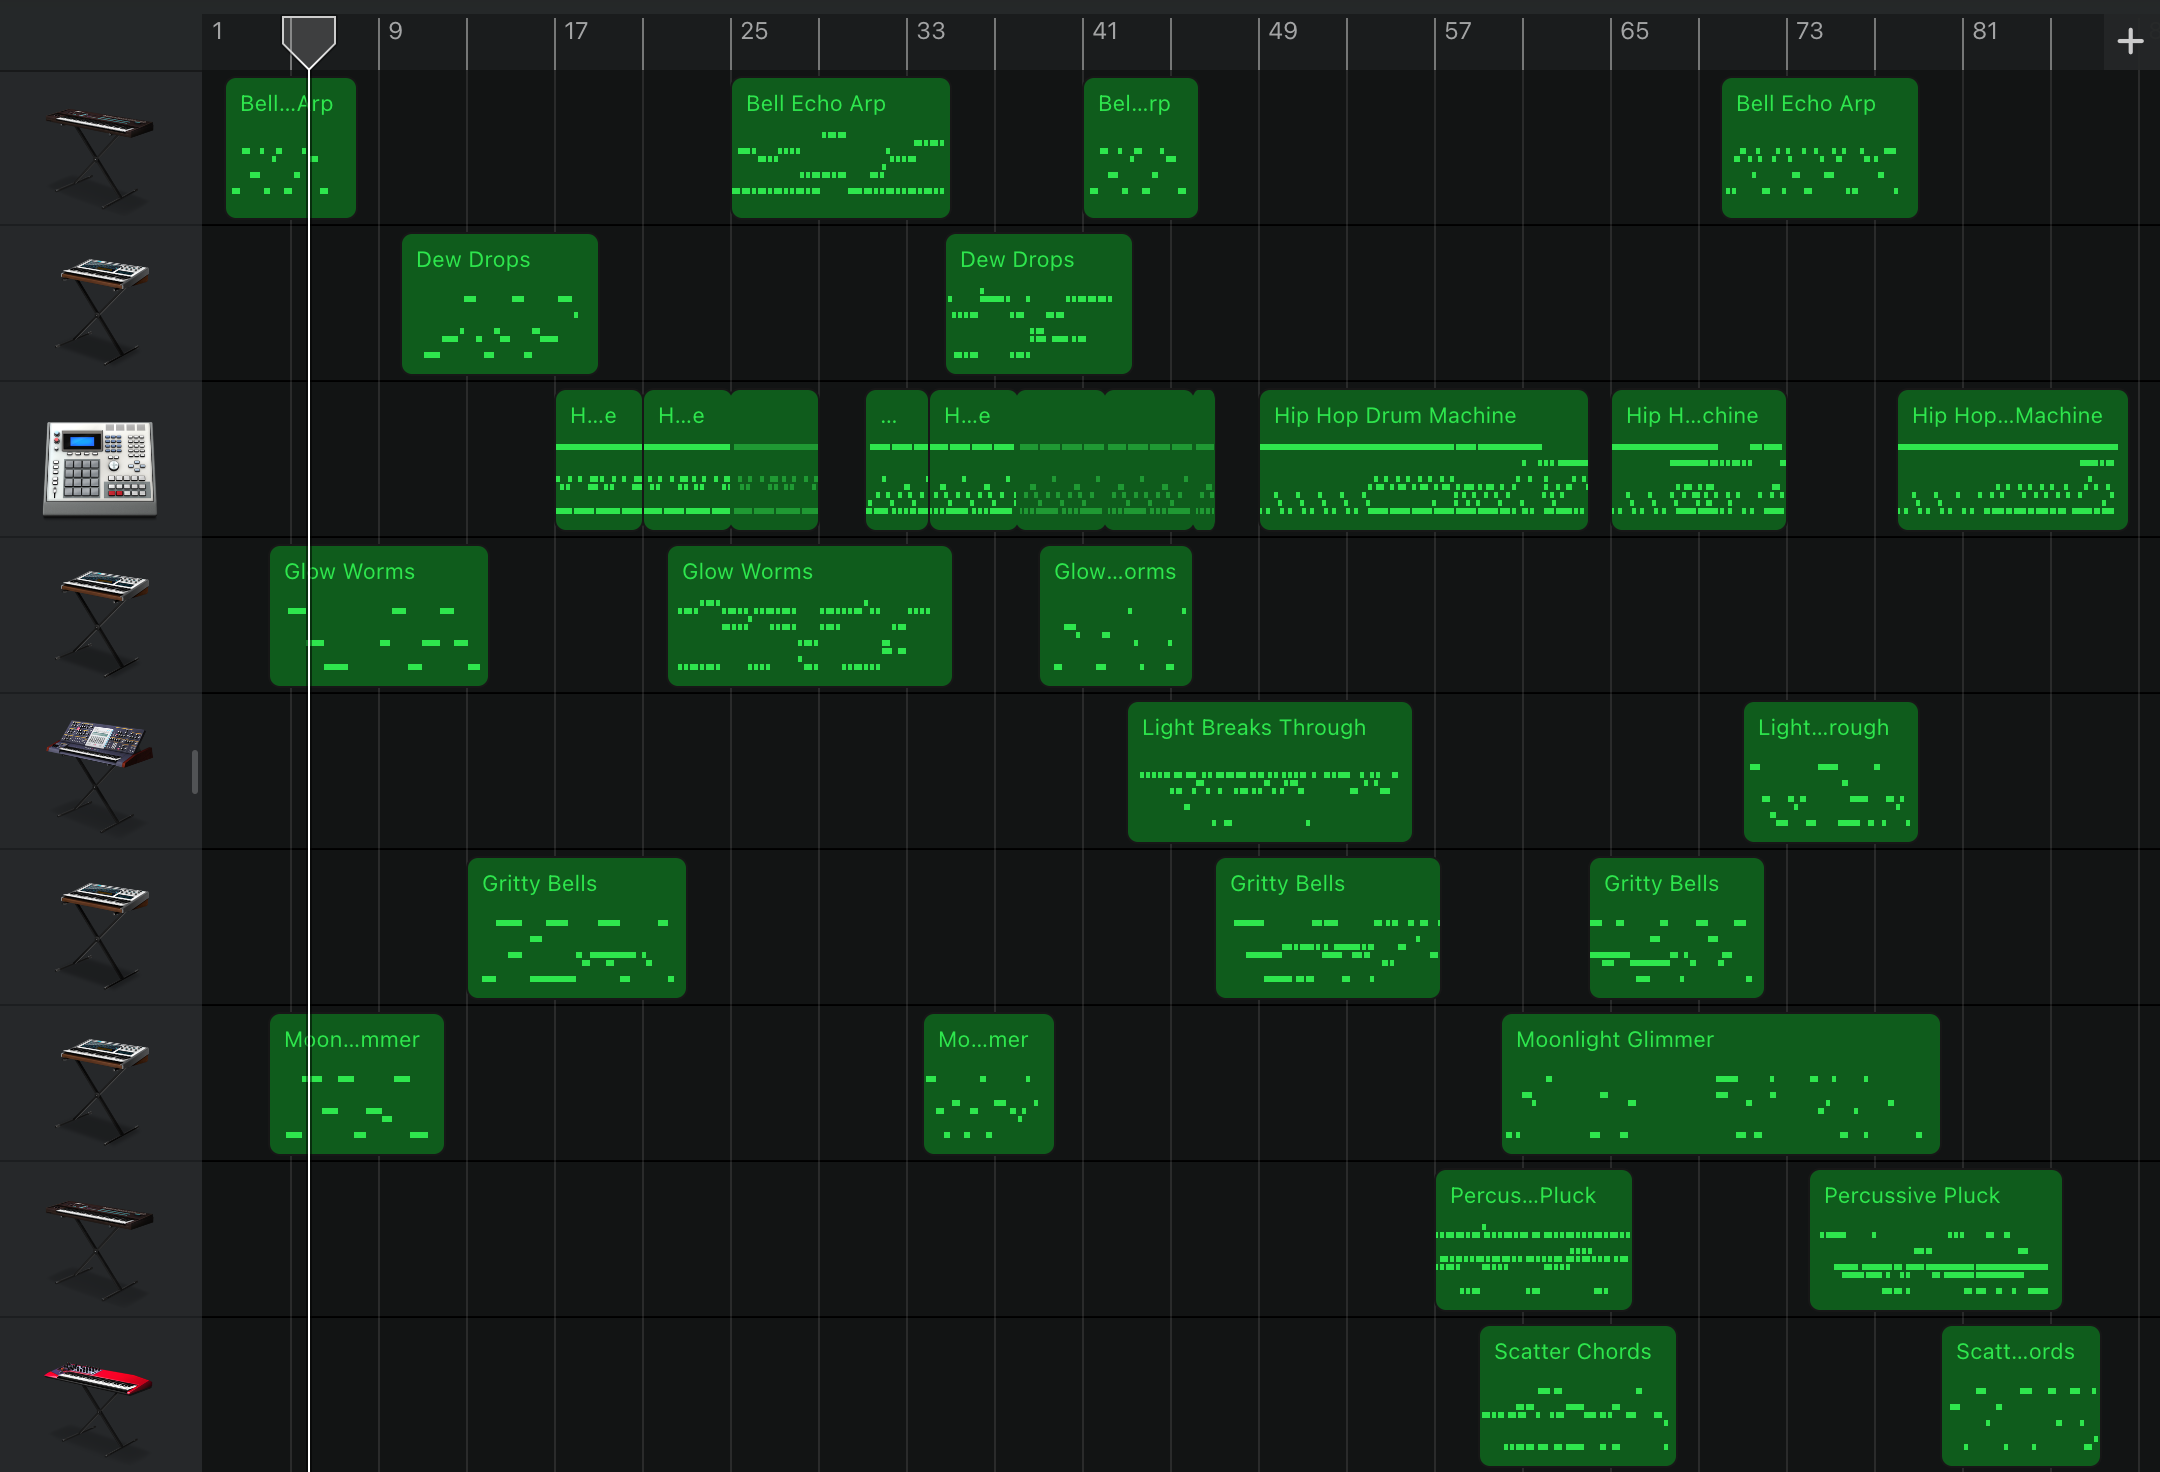 1 9 17 25 33 41 49 57 65 73 81
Bell...Arp Bell Echo Arp Bel...rp Bell Echo Arp
Dew Drops Dew Drops
H...e H...e ... H...e Hip Hop Drum Machine Hip H...chine Hip Hop...Machine
Glow Worms Glow Worms Glow...orms
Light Breaks Through Light...rough
Gritty Bells Gritty Bells Gritty Bells
Moon...mmer Mo...mer Moonlight Glimmer
Percus...Pluck Percussive Pluck
Scatter Chords Scatt...ords